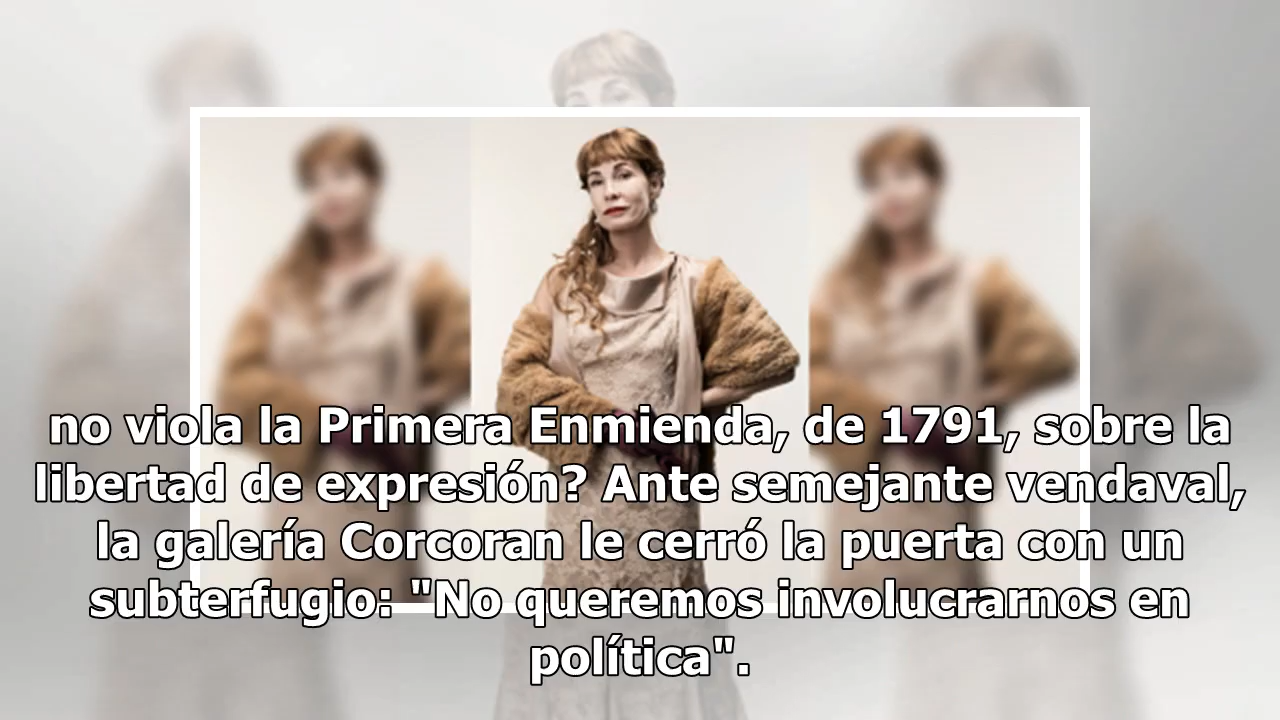 no viola la Primera Enmienda, de 1791, sobre la
libertad de expresión? Ante semejante vendaval,
la galería Corcoran le cerró la puerta con un
subterfugio: "No queremos involucrarnos en
política".